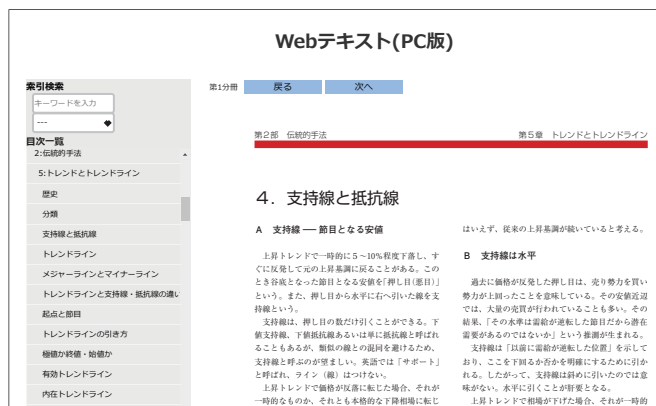 Webテキスト(PC版)
索引検索
キーワードを入力
---
目次一覧
2:伝統的手法
5:トレンドとトレンドライン
歴史
分類
支持線と抵抗線
トレンドライン
メジャーラインとマイナーライン
トレンドラインと支持線・抵抗線の違い
起点と節目
トレンドラインの引き方
極値か終値・始値か
有効トレンドライン
内在トレンドライン
第1分冊
戻る
次へ
第2部 伝統的手法
第5章 トレンドとトレンドライン
4. 支持線と抵抗線
A 支持線 ── 節目となる安値
上昇トレンドで一時的に5～10%程度下落し、す
ぐに反発して元の上昇基調に戻ることがある。この
とき谷底となった節目となる安値を「押し目(悪目)」
という。また、押し目から水平に右へ引いた線を支
持線という。
支持線は、押し目の数だけ引くことができる。下
値支持線、下値抵抗線あるいは単に抵抗線と呼ばれ
ることもあるが、類似の線との混同を避けるため、
支持線と呼ぶのが望ましい。英語では「サポート」
と呼ばれ、ライン（線）はつけない。
上昇トレンドで価格が反落に転じた場合、それが
一時的なものか、それとも本格的な下降相場に転じ
はいえず、従来の上昇基調が続いていると考える。
B 支持線は水平
過去に価格が反発した押し目は、売り勢力を買い
勢力が上回ったことを意味している。その安値近辺
では、大量の売買が行われていることも多い。その
結果、「その水準は需給が逆転した節目だから潜在
需要があるのではないか」という推測が生まれる。
支持線は「以前に需給が逆転した位置」を示して
おり、ここを下回るか否かを明確にするために引か
れる。したがって、支持線は斜めに引いたのでは意
味がない。水平に引くことが肝要となる。
上昇トレンドで相場が下げた場合、それが一時的